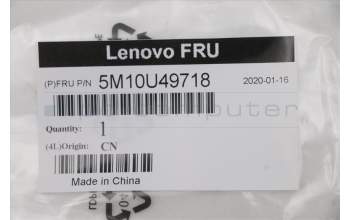 Lenovo FRU
(P)FRU P/N 5M10U49718 2020-01-16
Quantity: 1
(4L)Origin: CN
Made in China